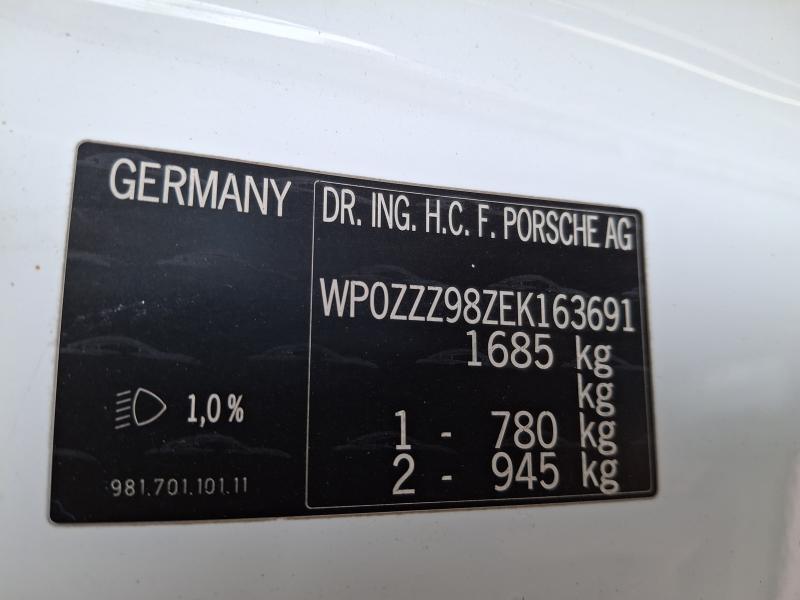 GERMANY
DR. ING. H.C. F. PORSCHE AG
WP0ZZZ98ZEK163691
1685 kg
kg
1 - 780 kg
2 - 945 kg
1,0 %
981.701.101.11